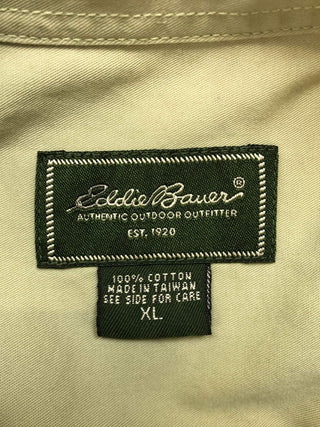 Eddie Bauer®
AUTHENTIC OUTDOOR OUTFITTER
EST. 1920
100% COTTON
MADE IN TAIWAN
SEE SIDE FOR CARE
XL